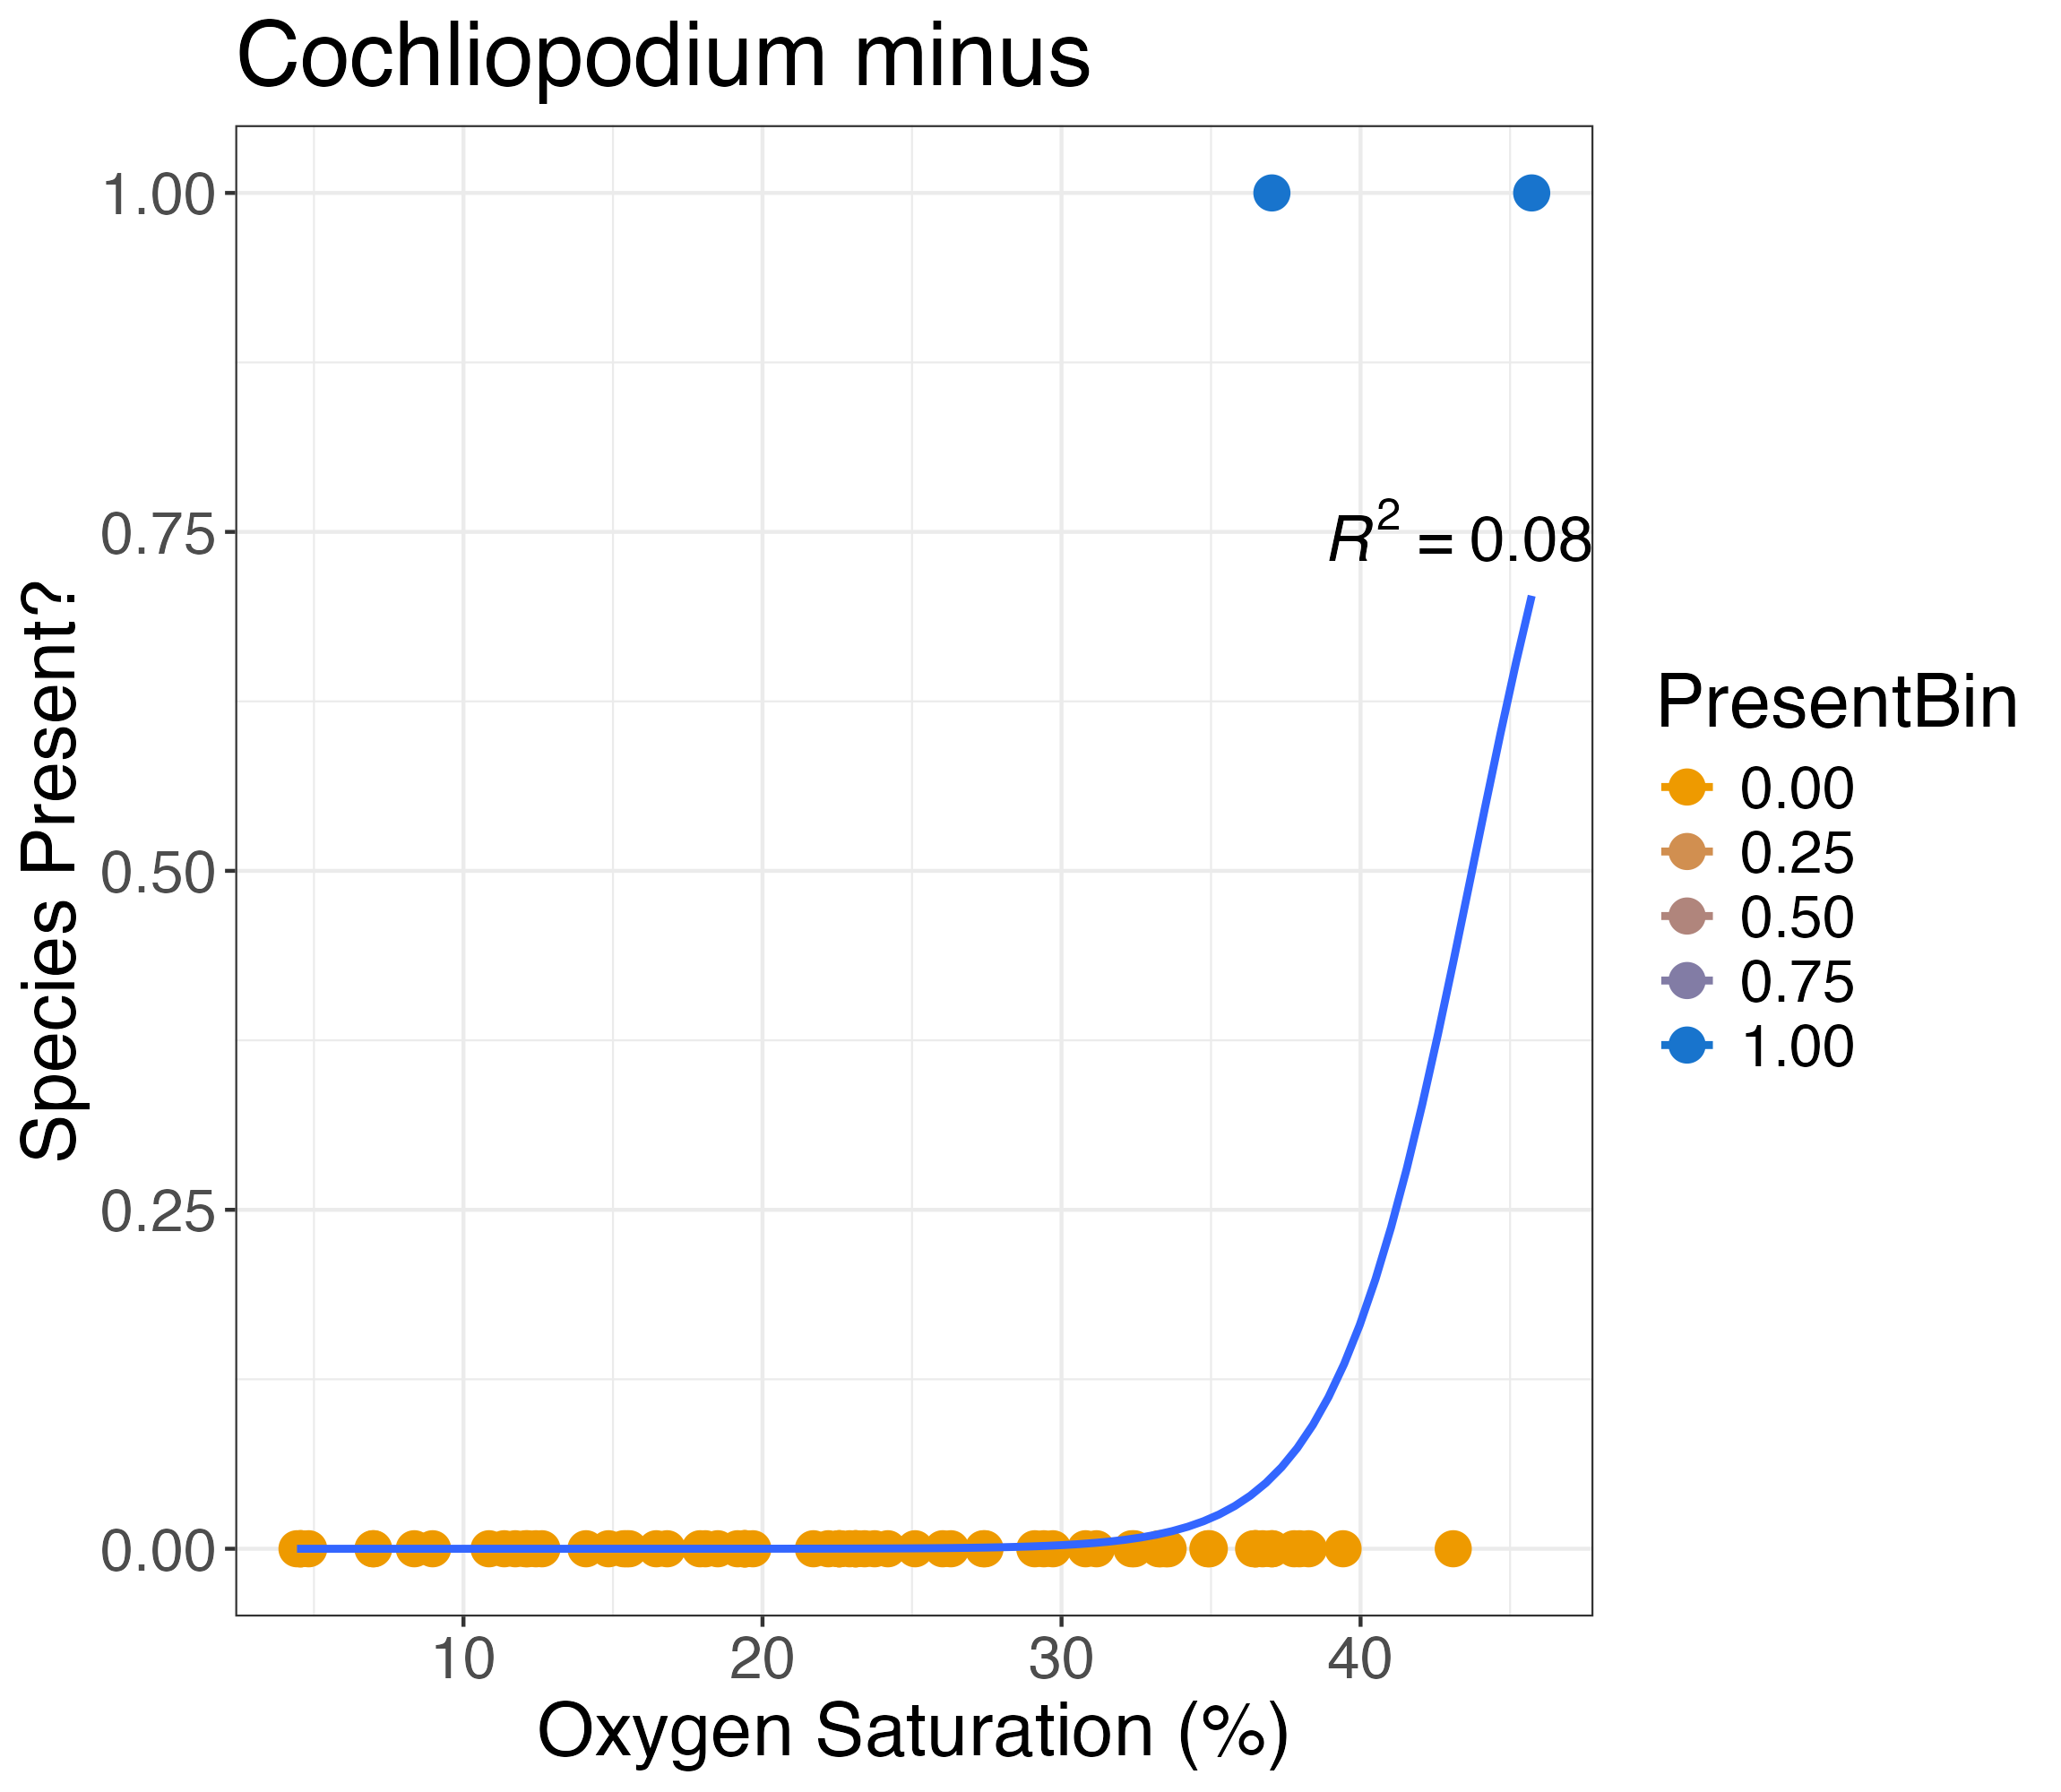 Cochliopodium minus
Species Present?
1.00
0.75
0.50
0.25
0.00
R² = 0.08
10 20 30 40
Oxygen Saturation (%)
PresentBin
0.00
0.25
0.50
0.75
1.00